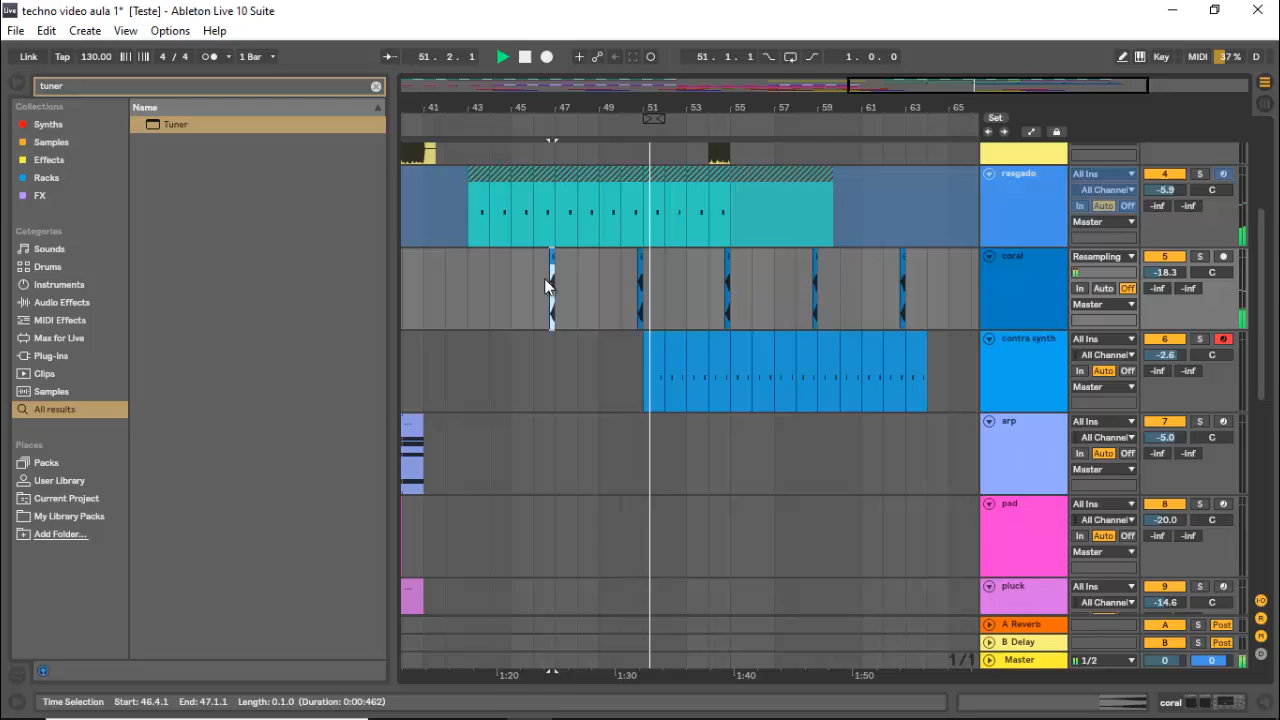 Live techno video aula 1* [Teste] - Ableton Live 10 Suite
File Edit Create View Options Help
Link Tap 130.00 4 / 4 1 Bar 51. 2. 1 51. 1. 1 1. 0. 0 Key MIDI 37 % D
tuner
Collections
Synths
Samples
Effects
Racks
FX
Categories
Sounds
Drums
Instruments
Audio Effects
MIDI Effects
Max for Live
Plug-ins
Clips
Samples
All results
Places
Packs
User Library
Current Project
My Library Packs
Add Folder...
Name
Tuner
41 43 45 47 49 51 53 55 57 59 61 63 65
Set
rasgado All Ins 4 S
All Channel -5.9 C
In Auto Off -inf -inf
Master
coral Resampling 5 S
-18.3 C
In Auto Off -inf -inf
Master
contra synth All Ins 6 S
All Channel -2.6 C
In Auto Off -inf -inf
Master
arp All Ins 7 S
All Channel -5.0 C
In Auto Off -inf -inf
Master
pad All Ins 8 S
All Channel -20.0 C
In Auto Off -inf -inf
Master
pluck All Ins 9 S
All Channel -14.6 C
A Reverb A S Post
B Delay B S Post
1/1 Master 1/2 0 0
1:20 1:30 1:40 1:50
Time Selection Start: 46.4.1 End: 47.1.1 Length: 0.1.0 (Duration: 0:00:462)
coral